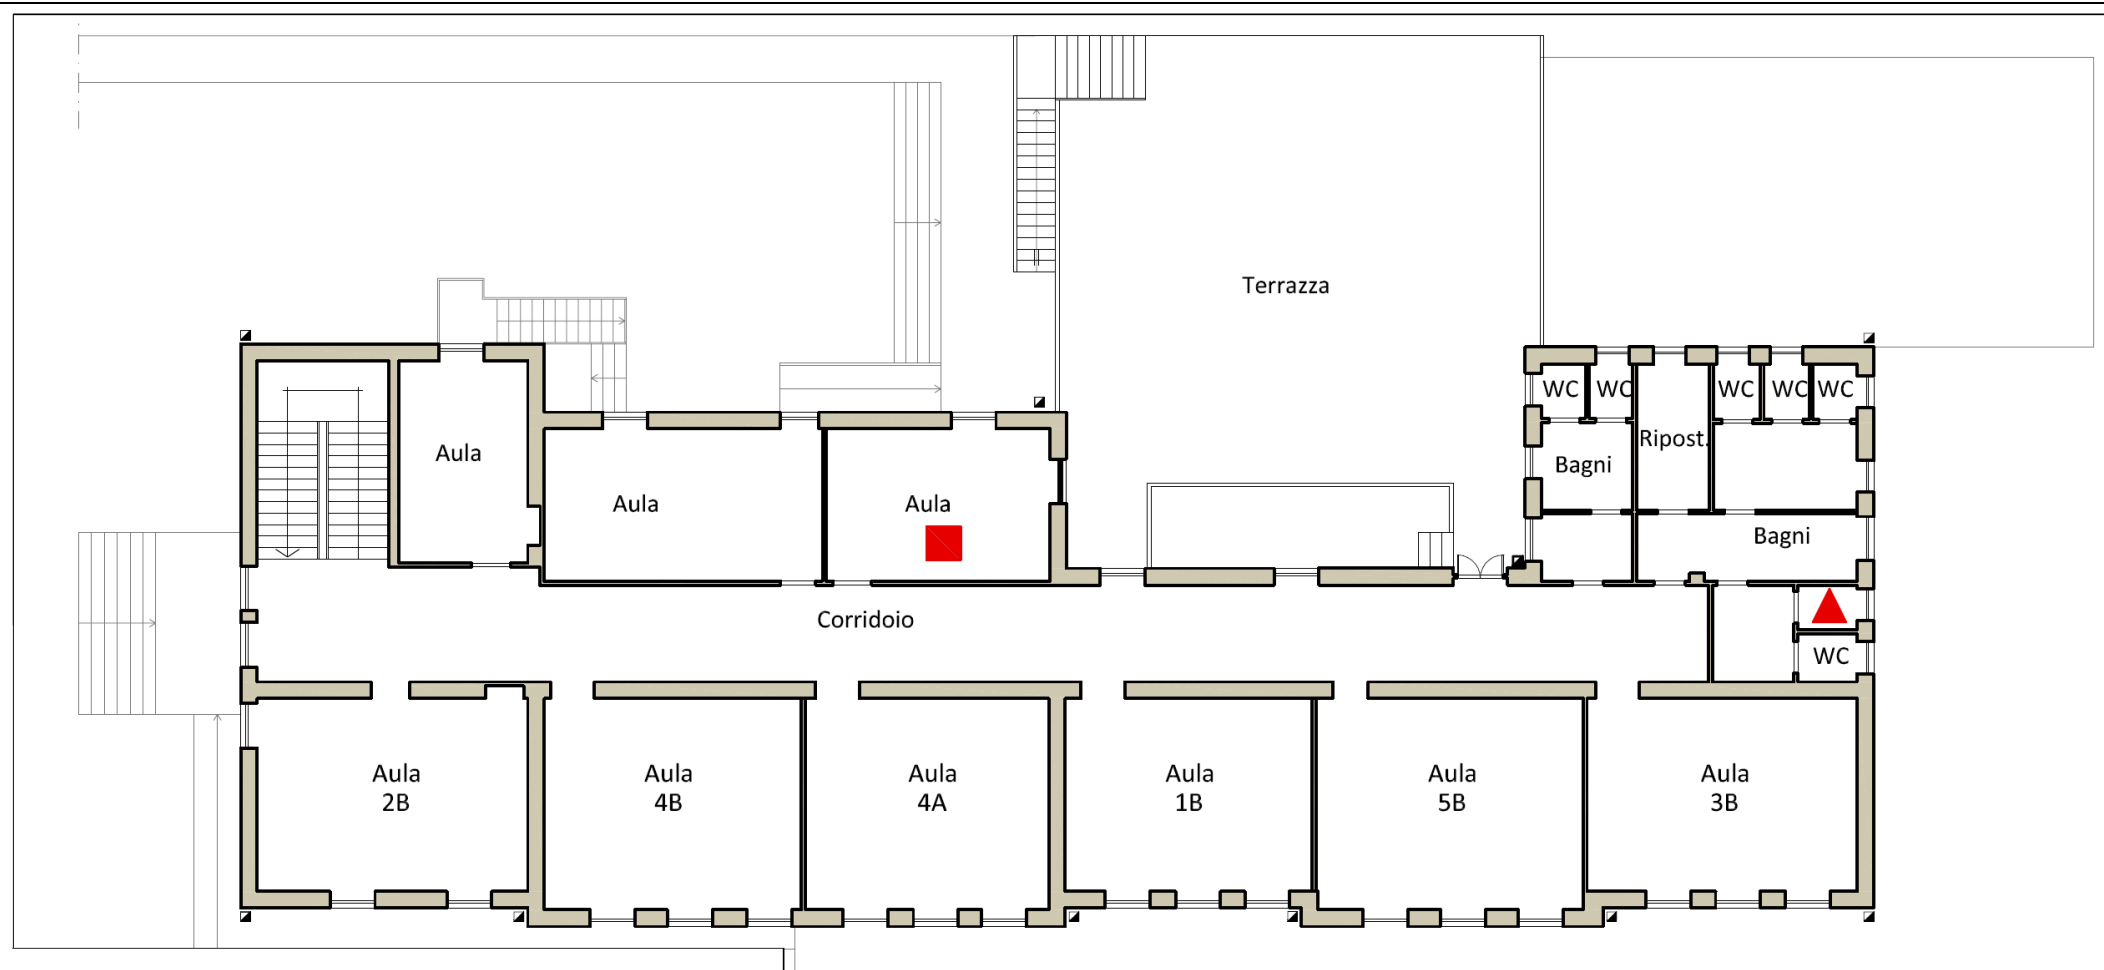 Terrazza
WC
WC
WC
WC
WC
Ripost.
Aula
Bagni
Aula
Aula
Bagni
Corridoio
WC
Aula
2B
Aula
4B
Aula
4A
Aula
1B
Aula
5B
Aula
3B